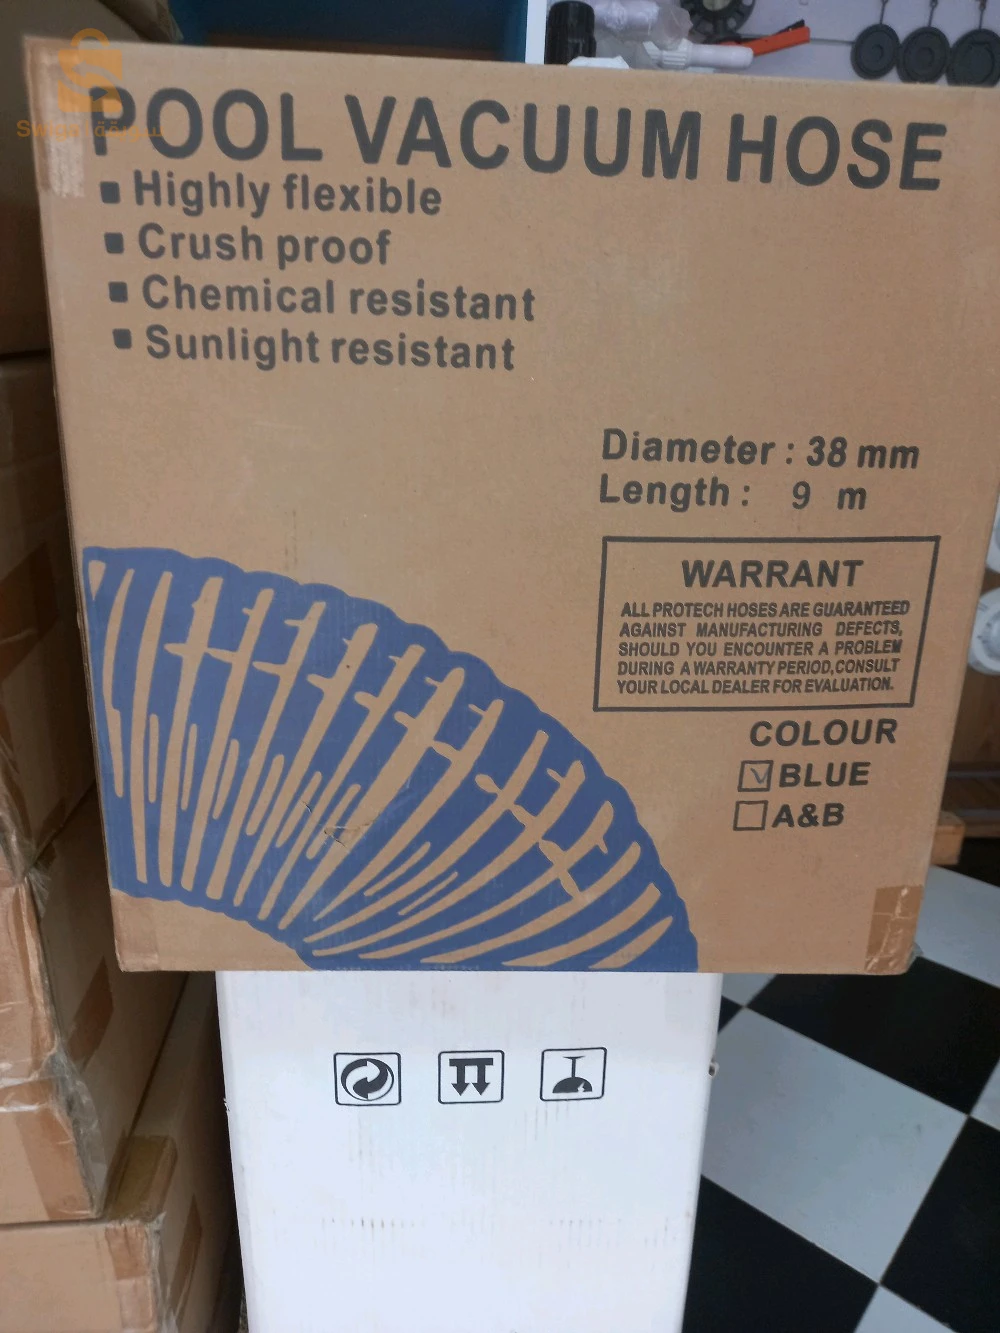 POOL VACUUM HOSE
Highly flexible
Crush proof
Chemical resistant
Sunlight resistant
Diameter : 38 mm
Length : 9 m
WARRANT
ALL PROTECH HOSES ARE GUARANTEED
AGAINST MANUFACTURING DEFECTS,
SHOULD YOU ENCOUNTER A PROBLEM
DURING A WARRANTY PERIOD,CONSULT
YOUR LOCAL DEALER FOR EVALUATION.
COLOUR
BLUE
A&B